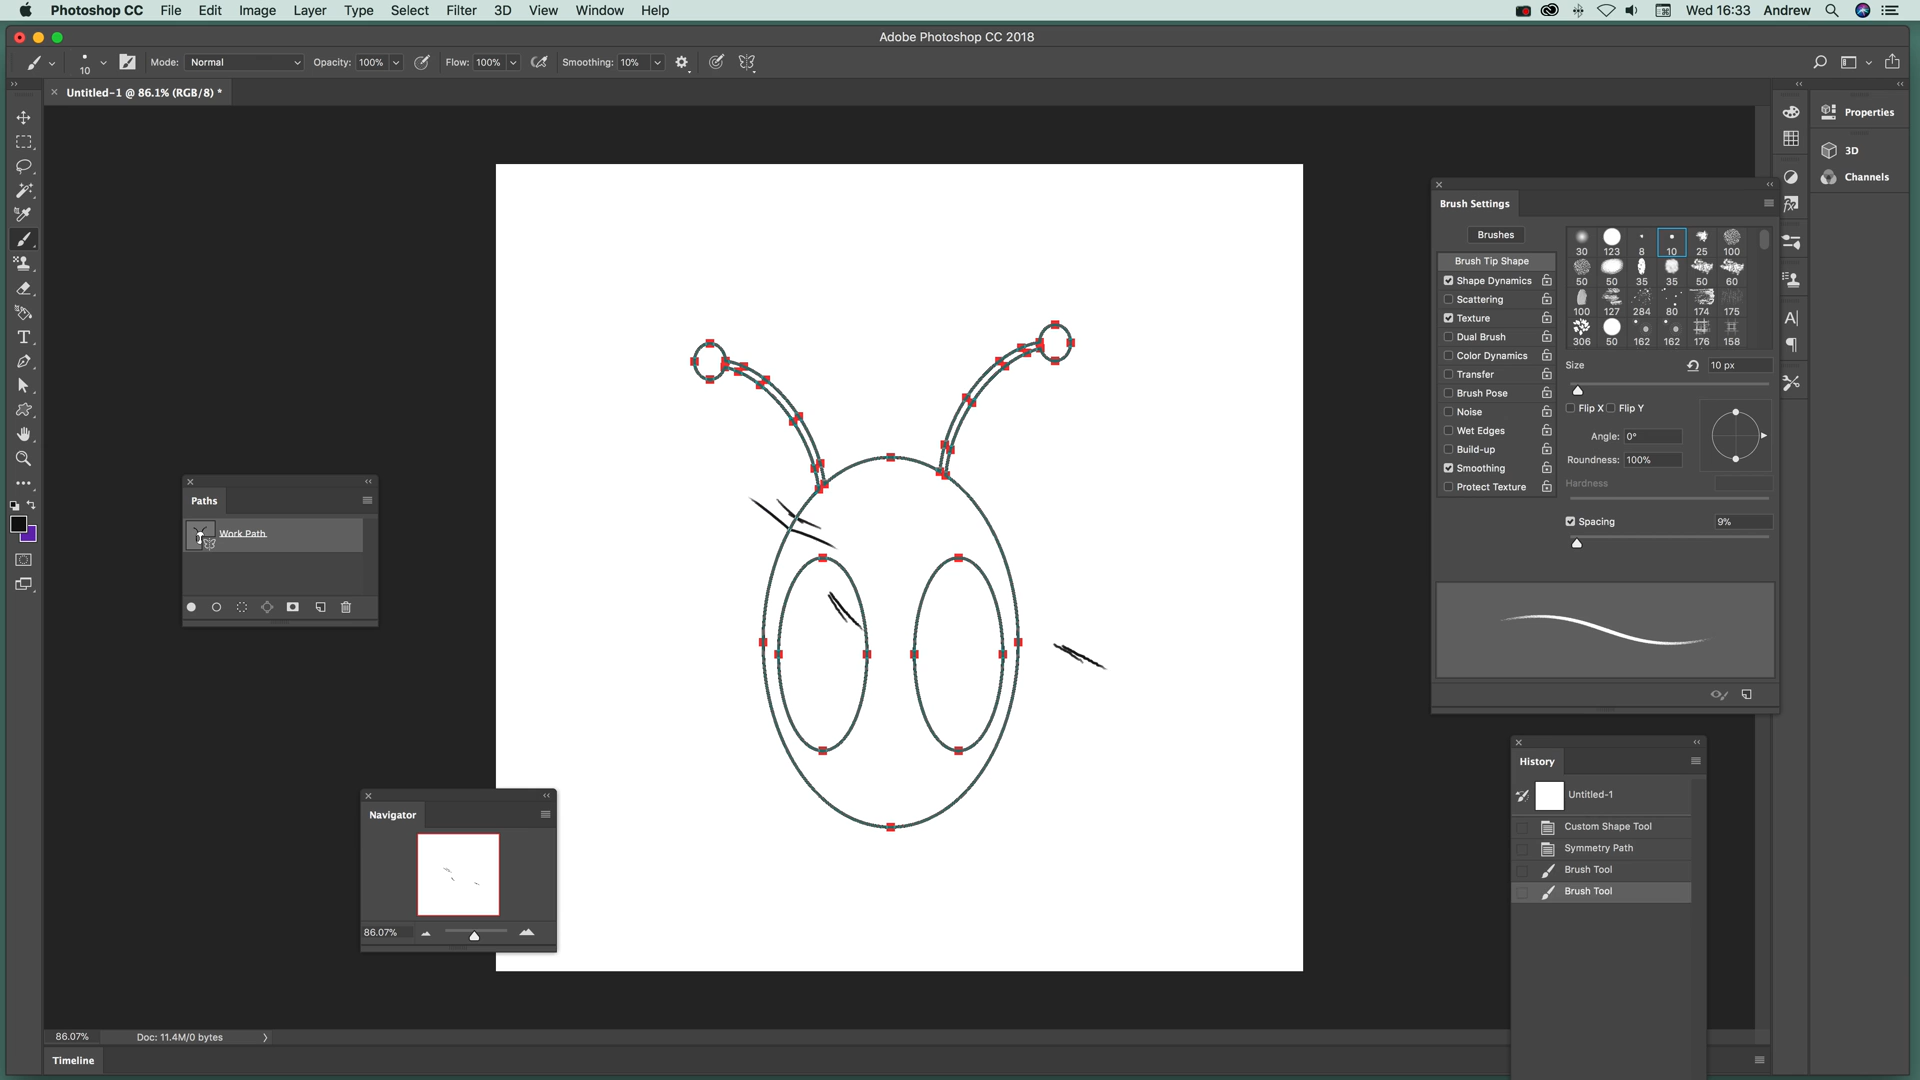 Photoshop CC File Edit Image Layer Type Select Filter 3D View Window Help Wed 16:33 Andrew
Adobe Photoshop CC 2018
10 Mode: Normal Opacity: 100% Flow: 100% Smoothing: 10%
Untitled-1 @ 86.1% (RGB/8) *
Properties
3D
Channels
Brush Settings
Brushes
Brush Tip Shape
Shape Dynamics
Scattering
Texture
Dual Brush
Color Dynamics
Transfer
Brush Pose
Noise
Wet Edges
Build-up
Smoothing
Protect Texture
30 123 8 10 25 100
50 50 35 35 50 60
100 127 284 80 174 175
306 50 162 162 176 158
Size 10 px
Flip X Flip Y
Angle: 0°
Roundness: 100%
Hardness
Spacing 9%
Paths
Work Path
Navigator
86.07%
History
Untitled-1
Custom Shape Tool
Symmetry Path
Brush Tool
Brush Tool
86.07% Doc: 11.4M/0 bytes
Timeline